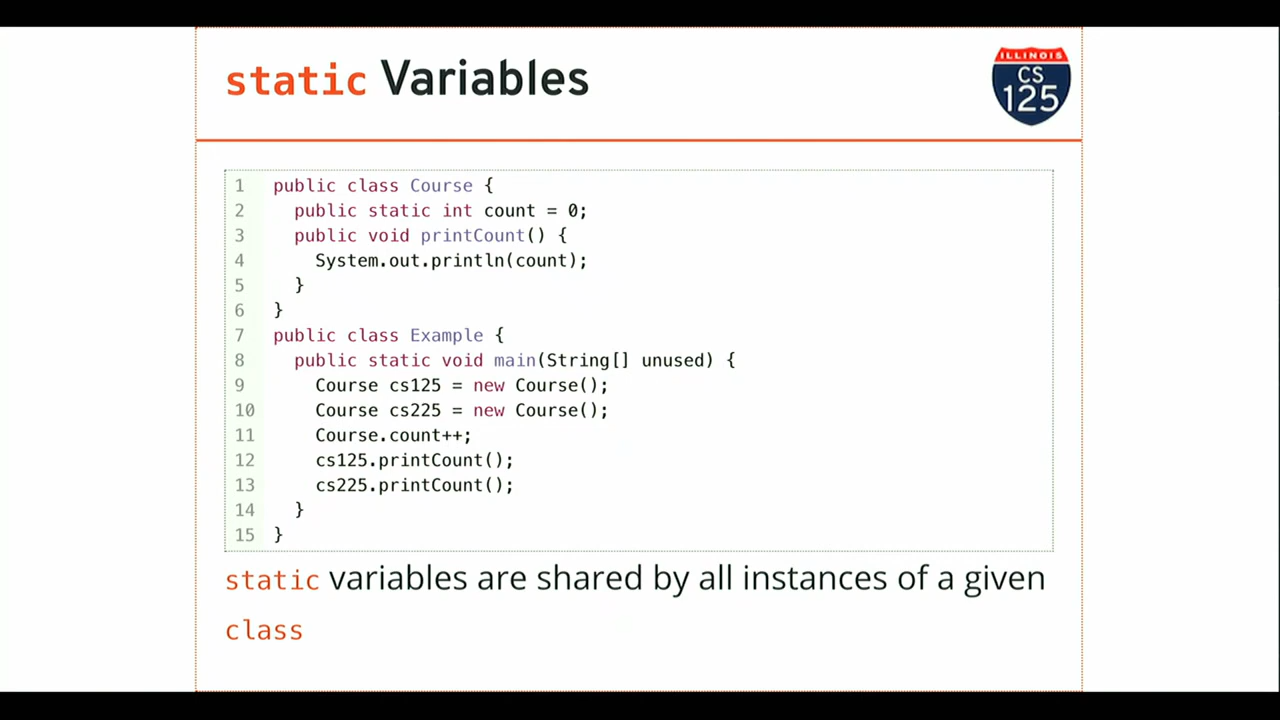 static Variables
ILLINOIS
CS
125
1 public class Course {
2   public static int count = 0;
3   public void printCount() {
4     System.out.println(count);
5   }
6 }
7 public class Example {
8   public static void main(String[] unused) {
9     Course cs125 = new Course();
10     Course cs225 = new Course();
11     Course.count++;
12     cs125.printCount();
13     cs225.printCount();
14   }
15 }
static variables are shared by all instances of a given
class